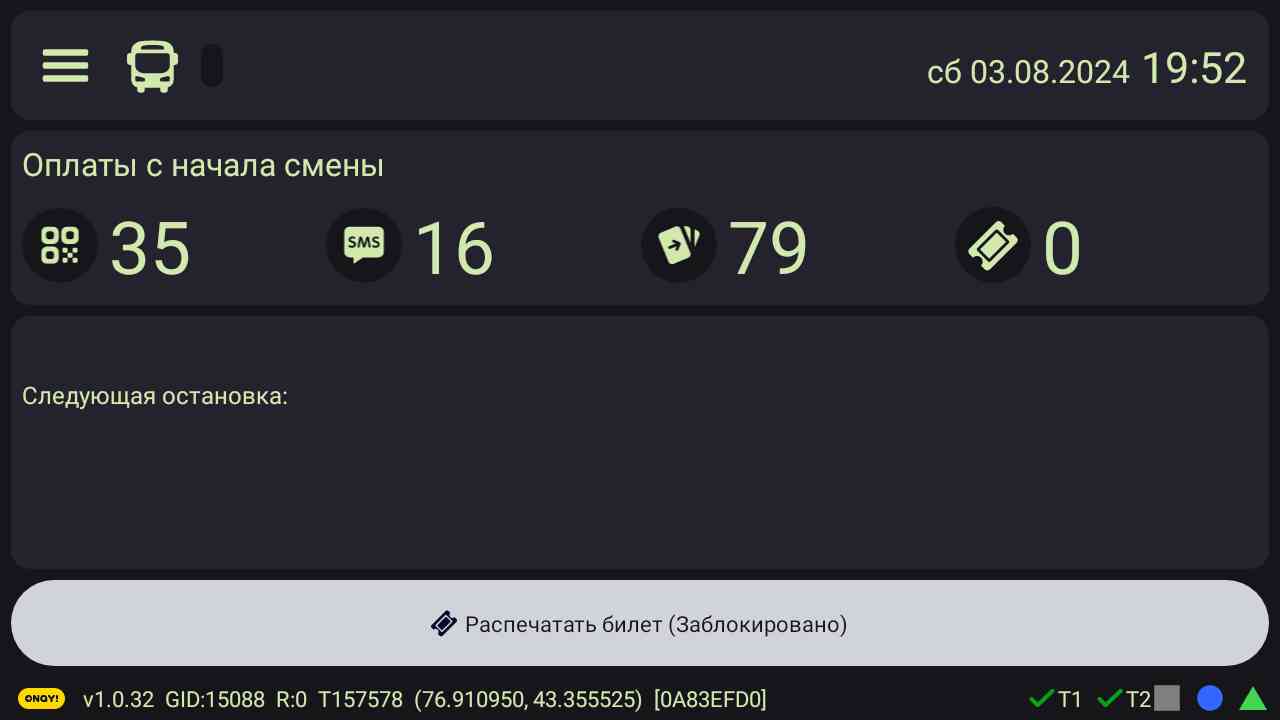 сб 03.08.2024 19:52
Оплаты с начала смены
35 SMS 16 79 0
Следующая остановка:
Распечатать билет (Заблокировано)
ONAY! v1.0.32 GID:15088 R:0 T157578 (76.910950, 43.355525) [0A83EFD0] T1 T2